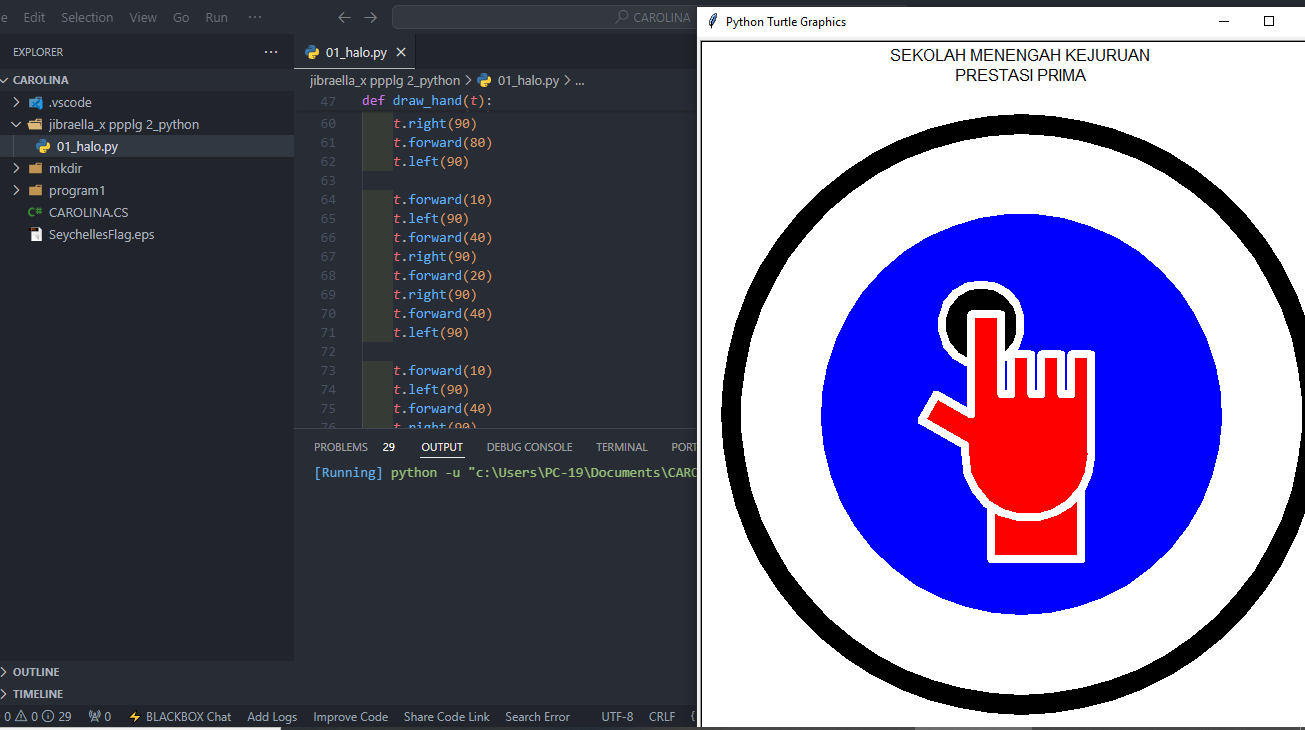 Edit Selection View Go Run ...
CAROLINA
EXPLORER ...
CAROLINA
.vscode
jibraella_x ppplg 2_python
01_halo.py
mkdir
program1
C# CAROLINA.CS
SeychellesFlag.eps
OUTLINE
TIMELINE
01_halo.py
jibraella_x ppplg 2_python > 01_halo.py > ...
47 def draw_hand(t):
60 t.right(90)
61 t.forward(80)
62 t.left(90)
63
64 t.forward(10)
65 t.left(90)
66 t.forward(40)
67 t.right(90)
68 t.forward(20)
69 t.right(90)
70 t.forward(40)
71 t.left(90)
72
73 t.forward(10)
74 t.left(90)
75 t.forward(40)
76 t.right(90)
PROBLEMS 29 OUTPUT DEBUG CONSOLE TERMINAL PORT
[Running] python -u "c:\Users\PC-19\Documents\CARO
0 0 29 0 BLACKBOX Chat Add Logs Improve Code Share Code Link Search Error UTF-8 CRLF {
Python Turtle Graphics
SEKOLAH MENENGAH KEJURUAN
PRESTASI PRIMA